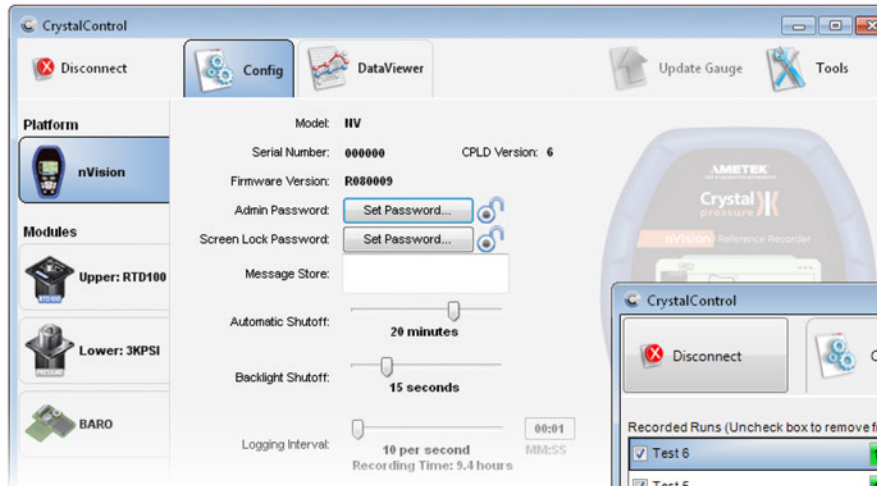 CrystalControl
Disconnect
Config
DataViewer
Update Gauge
Tools
Platform
nVision
Modules
Upper: RTD100
RTD100
Lower: 3KPSI
BARO
Model: NV
Serial Number: 000000 CPLD Version: 6
Firmware Version: R080009
Admin Password: Set Password...
Screen Lock Password: Set Password...
Message Store:
Automatic Shutoff:
20 minutes
Backlight Shutoff:
15 seconds
Logging Interval:
00:01
10 per second MM:SS
Recording Time: 9.4 hours
AMETEK
Crystal
pressure
nVision Reference Recorder
CrystalControl
Disconnect
C
Recorded Runs (Uncheck box to remove f
Test 6
Test 5